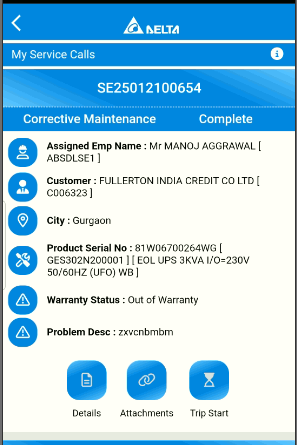 DELTA
My Service Calls
SE25012100654
Corrective Maintenance Complete
Assigned Emp Name : Mr MANOJ AGGRAWAL [
ABSDLSE1 ]
Customer : FULLERTON INDIA CREDIT CO LTD [
C006323 ]
City : Gurgaon
Product Serial No : 81W06700264WG [
GES302N200001 ] [ EOL UPS 3KVA I/O=230V
50/60HZ (UFO) WB ]
Warranty Status : Out of Warranty
Problem Desc : zxvcnbmbm
Details Attachments Trip Start